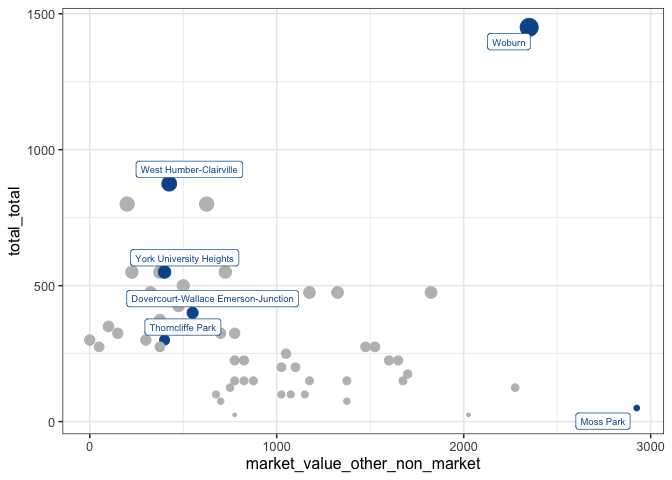 1500
Woburn
1000
West Humber-Clairville
total_total
York University Heights
500
Dovercourt-Wallace Emerson-Junction
Thorncliffe Park
Moss Park
0
0
1000
2000
3000
market_value_other_non_market